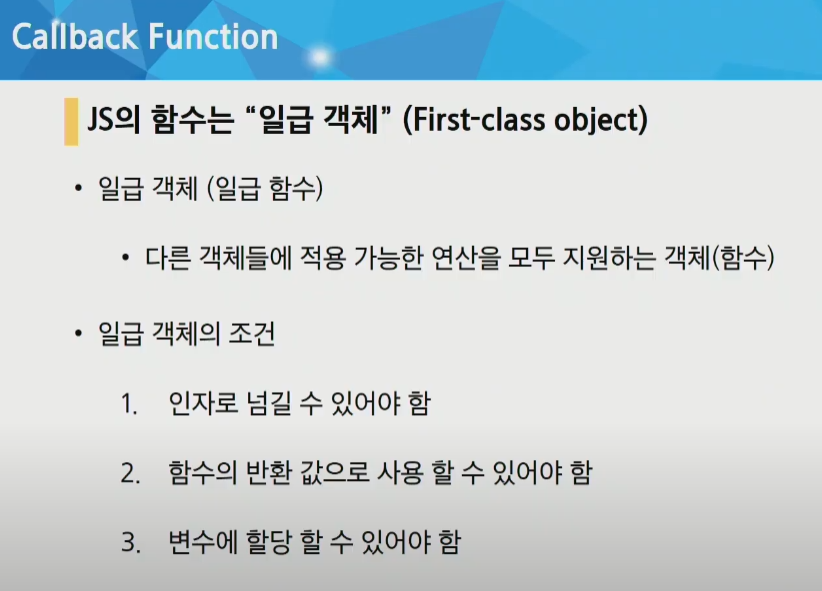 Callback Function
JS의 함수는 “일급 객체” (First-class object)
• 일급 객체 (일급 함수)
• 다른 객체들에 적용 가능한 연산을 모두 지원하는 객체(함수)
• 일급 객체의 조건
1. 인자로 넘길 수 있어야 함
2. 함수의 반환 값으로 사용 할 수 있어야 함
3. 변수에 할당 할 수 있어야 함